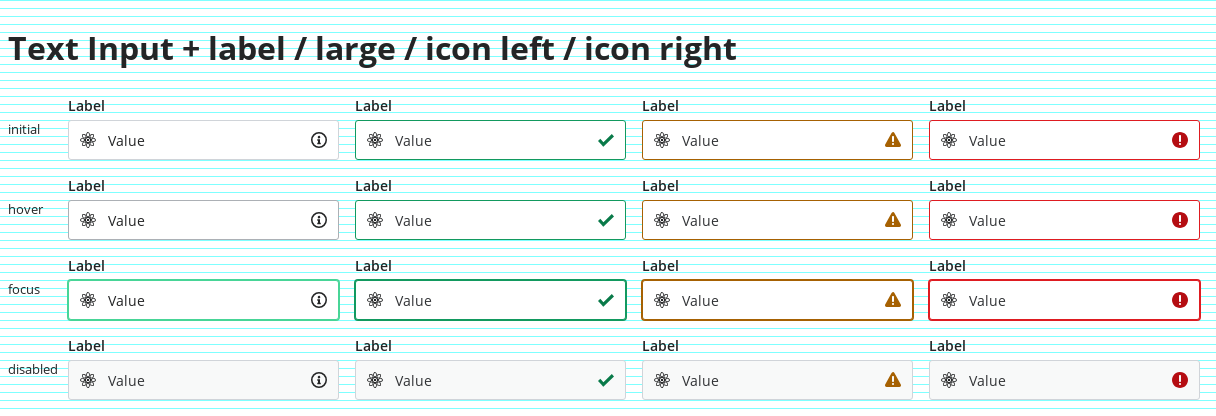 Text Input + label / large / icon left / icon right
Label Label Label Label
initial Value Value Value Value
Label Label Label Label
hover Value Value Value Value
Label Label Label Label
focus Value Value Value Value
Label Label Label Label
disabled Value Value Value Value